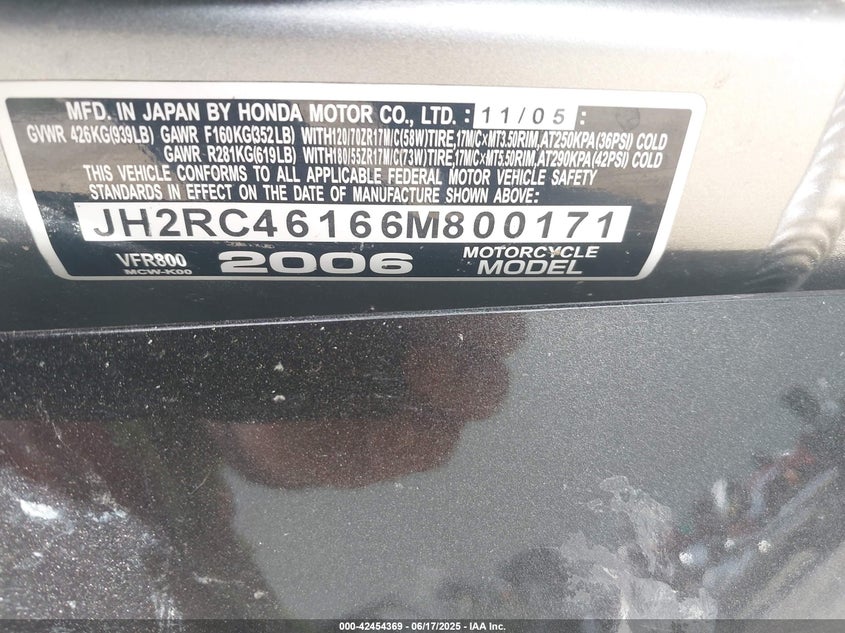 MFD. IN JAPAN BY HONDA MOTOR CO., LTD. : 11/05 :
GVWR 426KG(939LB) GAWR F160KG(352LB) WITH120/70ZR17M/C(58W)TIRE,17M/C×MT3.50RIM,AT250KPA(36PSI) COLD
GAWR R281KG(619LB) WITH180/55ZR17M/C(73W)TIRE,17M/C×MT5.50RIM,AT290KPA(42PSI) COLD
THIS VEHICLE CONFORMS TO ALL APPLICABLE FEDERAL MOTOR VEHICLE SAFETY
STANDARDS IN EFFECT ON THE DATE OF MANUFACTURE SHOWN ABOVE:
JH2RC46166M800171
VFR800 2006 MOTORCYCLE
MCW-K00 MODEL
000-42454369 - 06/17/2025 - IAA Inc.